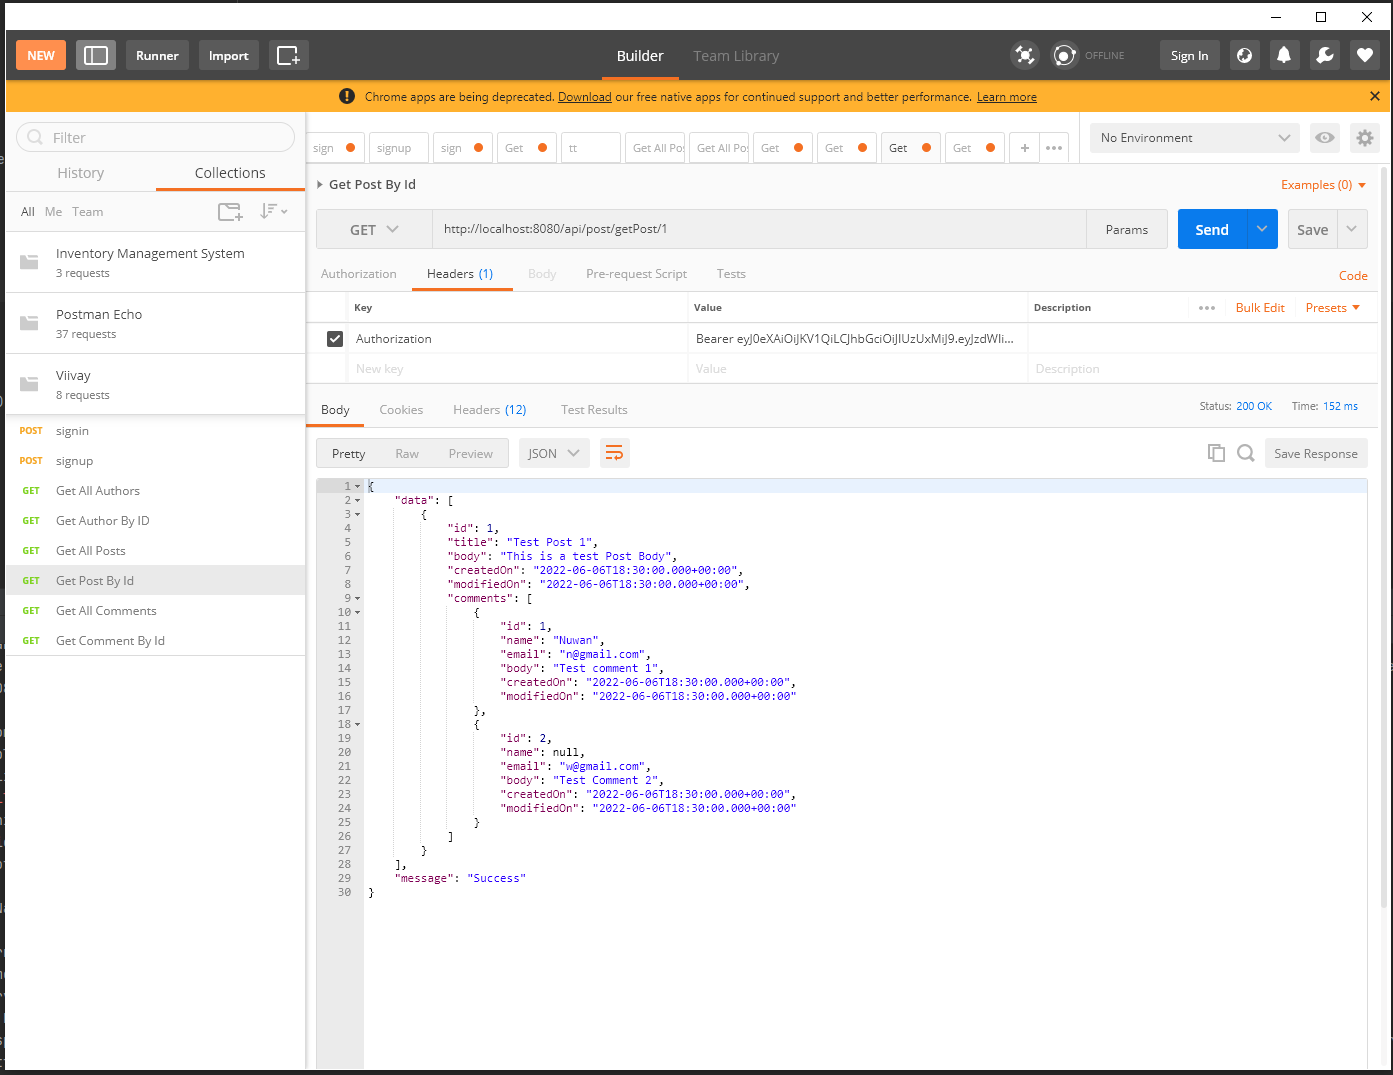 NEW Runner Import Builder Team Library OFFLINE Sign In
Chrome apps are being deprecated. Download our free native apps for continued support and better performance. Learn more
Filter
History Collections
All Me Team
Inventory Management System
3 requests
Postman Echo
37 requests
Viivay
8 requests
POST signin
POST signup
GET Get All Authors
GET Get Author By ID
GET Get All Posts
GET Get Post By Id
GET Get All Comments
GET Get Comment By Id
sign signup sign Get tt Get All Pos Get All Pos Get Get Get Get + ••• No Environment
Get Post By Id Examples (0)
GET http://localhost:8080/api/post/getPost/1 Params Send Save
Authorization Headers (1) Body Pre-request Script Tests Code
Key Value Description ••• Bulk Edit Presets
Authorization Bearer eyJ0eXAiOiJKV1QiLCJhbGciOiJIUzUxMiJ9.eyJzdWIi...
New key Value Description
Body Cookies Headers (12) Test Results Status: 200 OK Time: 152 ms
Pretty Raw Preview JSON Save Response
1 {
2 "data": [
3 {
4 "id": 1,
5 "title": "Test Post 1",
6 "body": "This is a test Post Body",
7 "createdOn": "2022-06-06T18:30:00.000+00:00",
8 "modifiedOn": "2022-06-06T18:30:00.000+00:00",
9 "comments": [
10 {
11 "id": 1,
12 "name": "Nuwan",
13 "email": "n@gmail.com",
14 "body": "Test comment 1",
15 "createdOn": "2022-06-06T18:30:00.000+00:00",
16 "modifiedOn": "2022-06-06T18:30:00.000+00:00"
17 },
18 {
19 "id": 2,
20 "name": null,
21 "email": "w@gmail.com",
22 "body": "Test Comment 2",
23 "createdOn": "2022-06-06T18:30:00.000+00:00",
24 "modifiedOn": "2022-06-06T18:30:00.000+00:00"
25 }
26 ]
27 }
28 ],
29 "message": "Success"
30 }